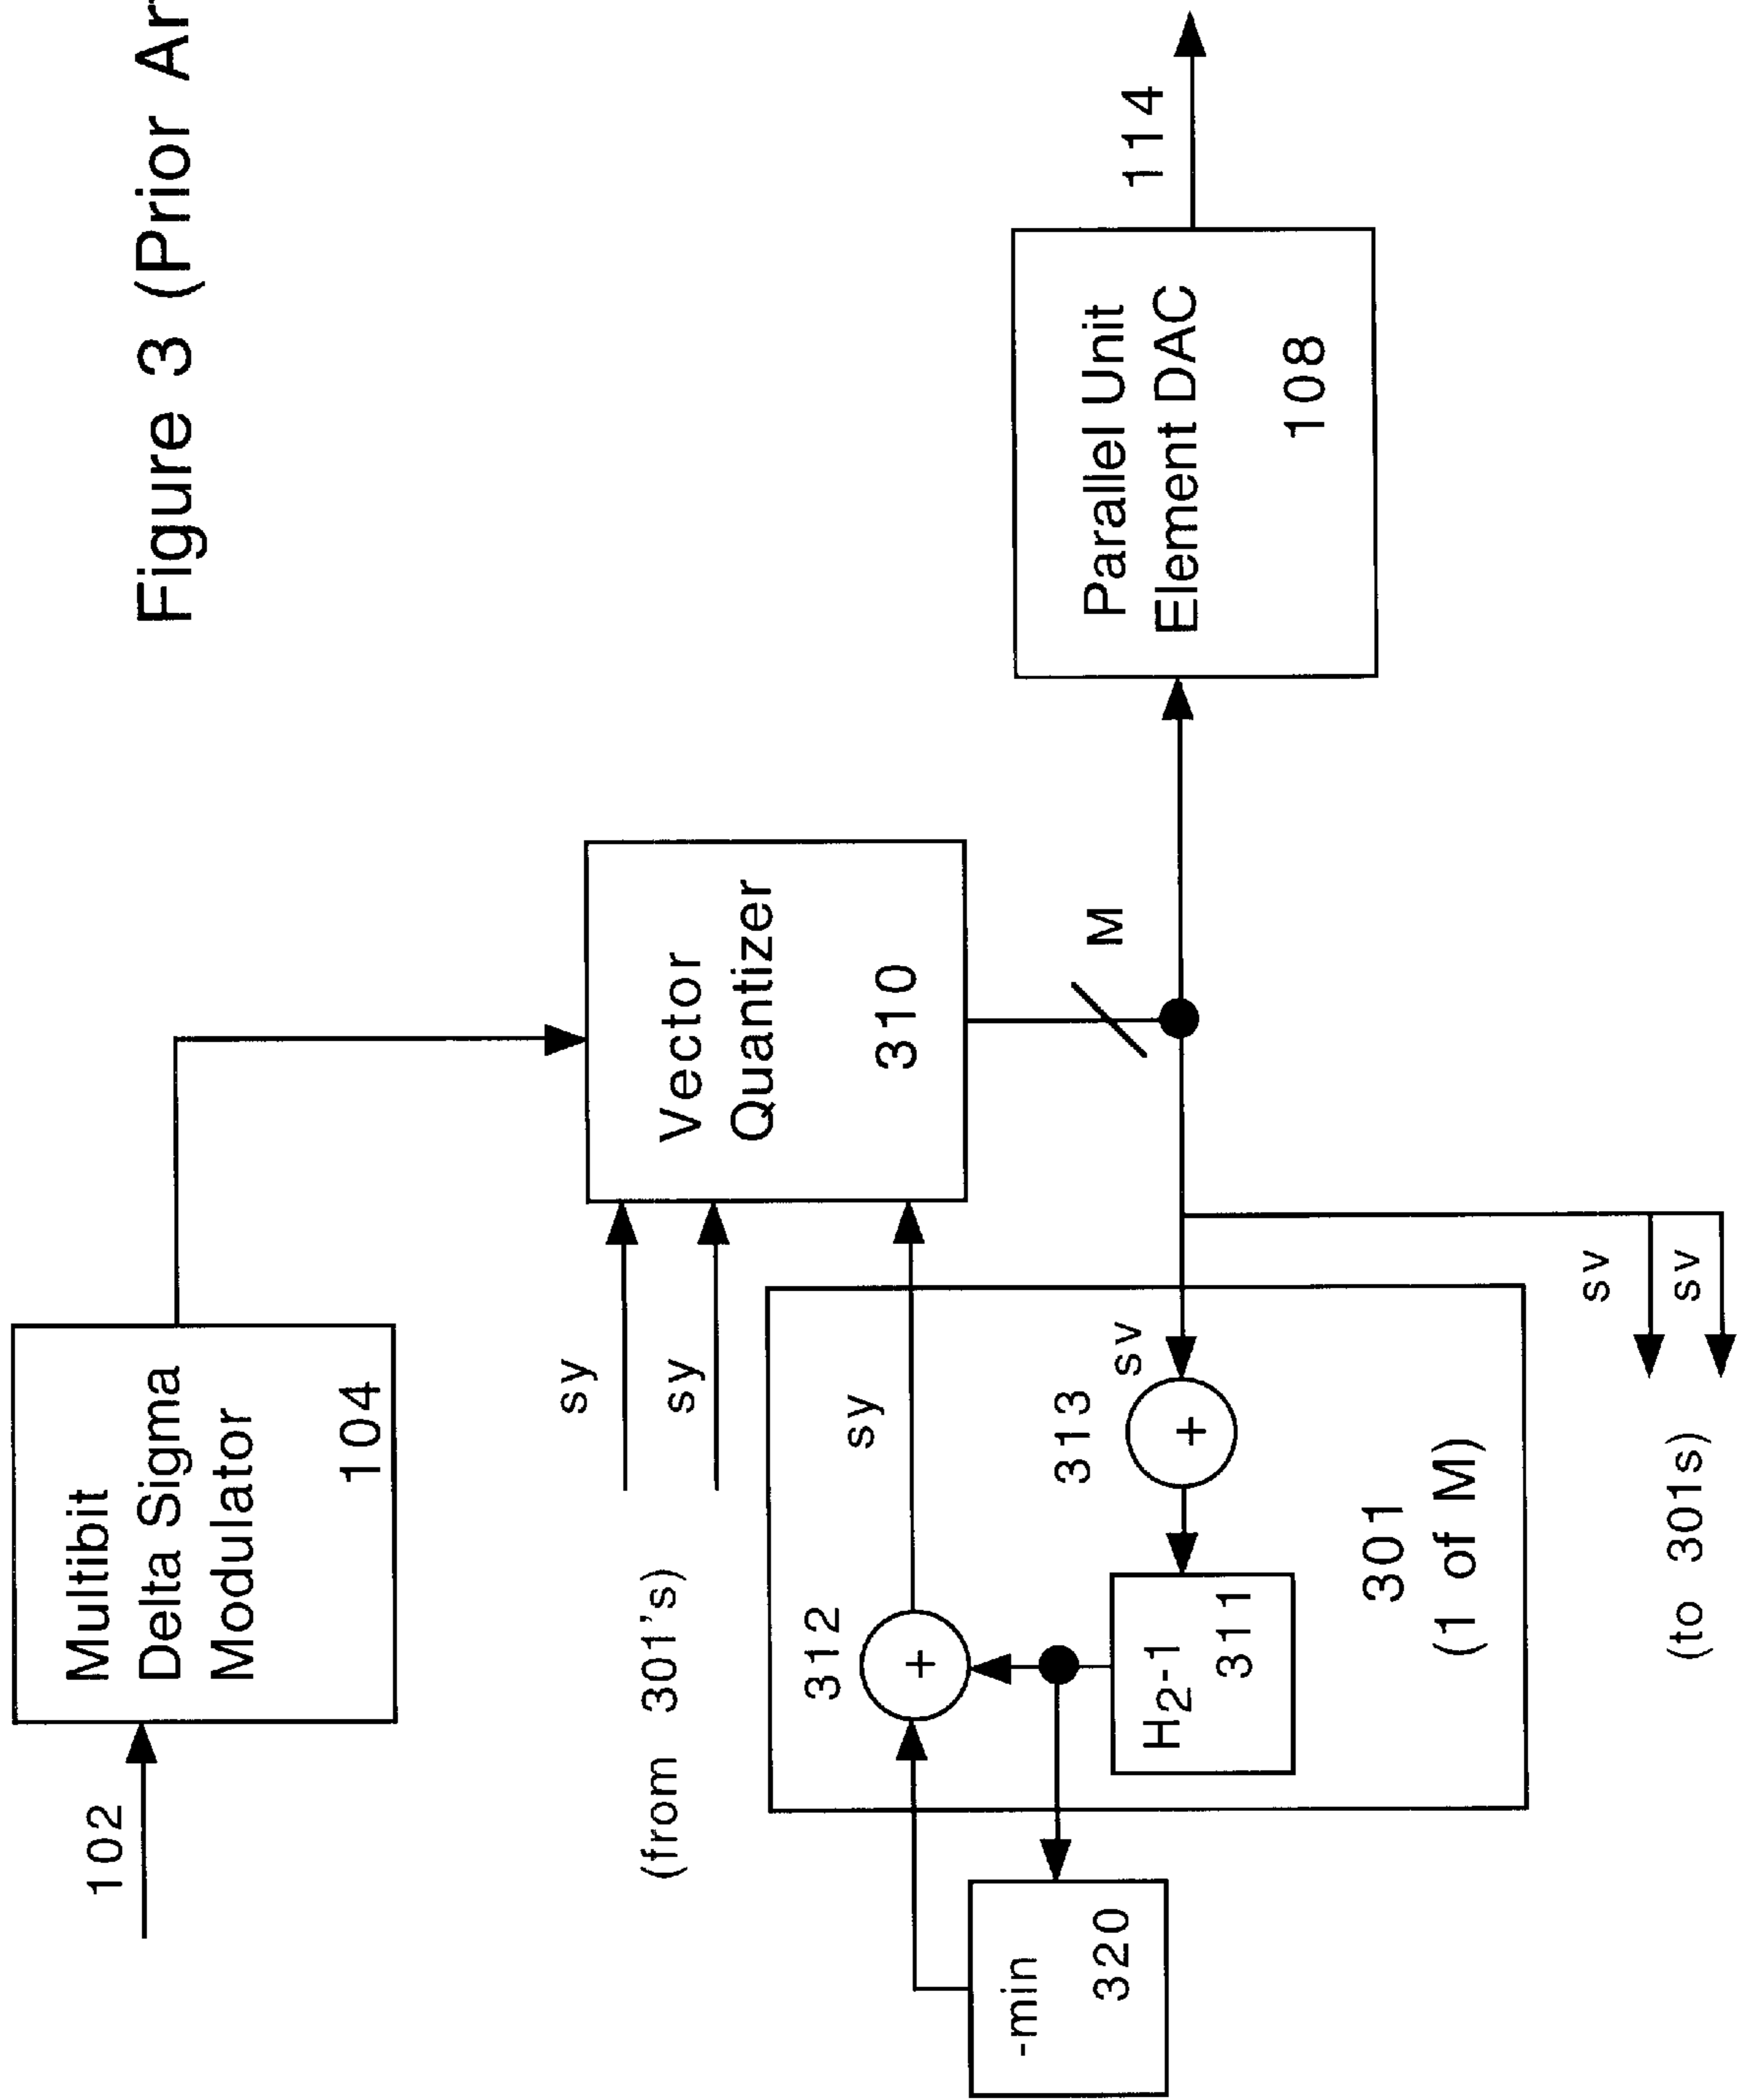 Figure 3 (Prior Ar
102
Multibit
Delta Sigma
Modulator
104
(from 301's)
sy
sy
Vector
Quantizer
310
-min
320
312
+
sy
H2-1
311
313
+
sv
301
(1 of M)
M
Parallel Unit
Element DAC
108
114
sv
sv
(to 301s)